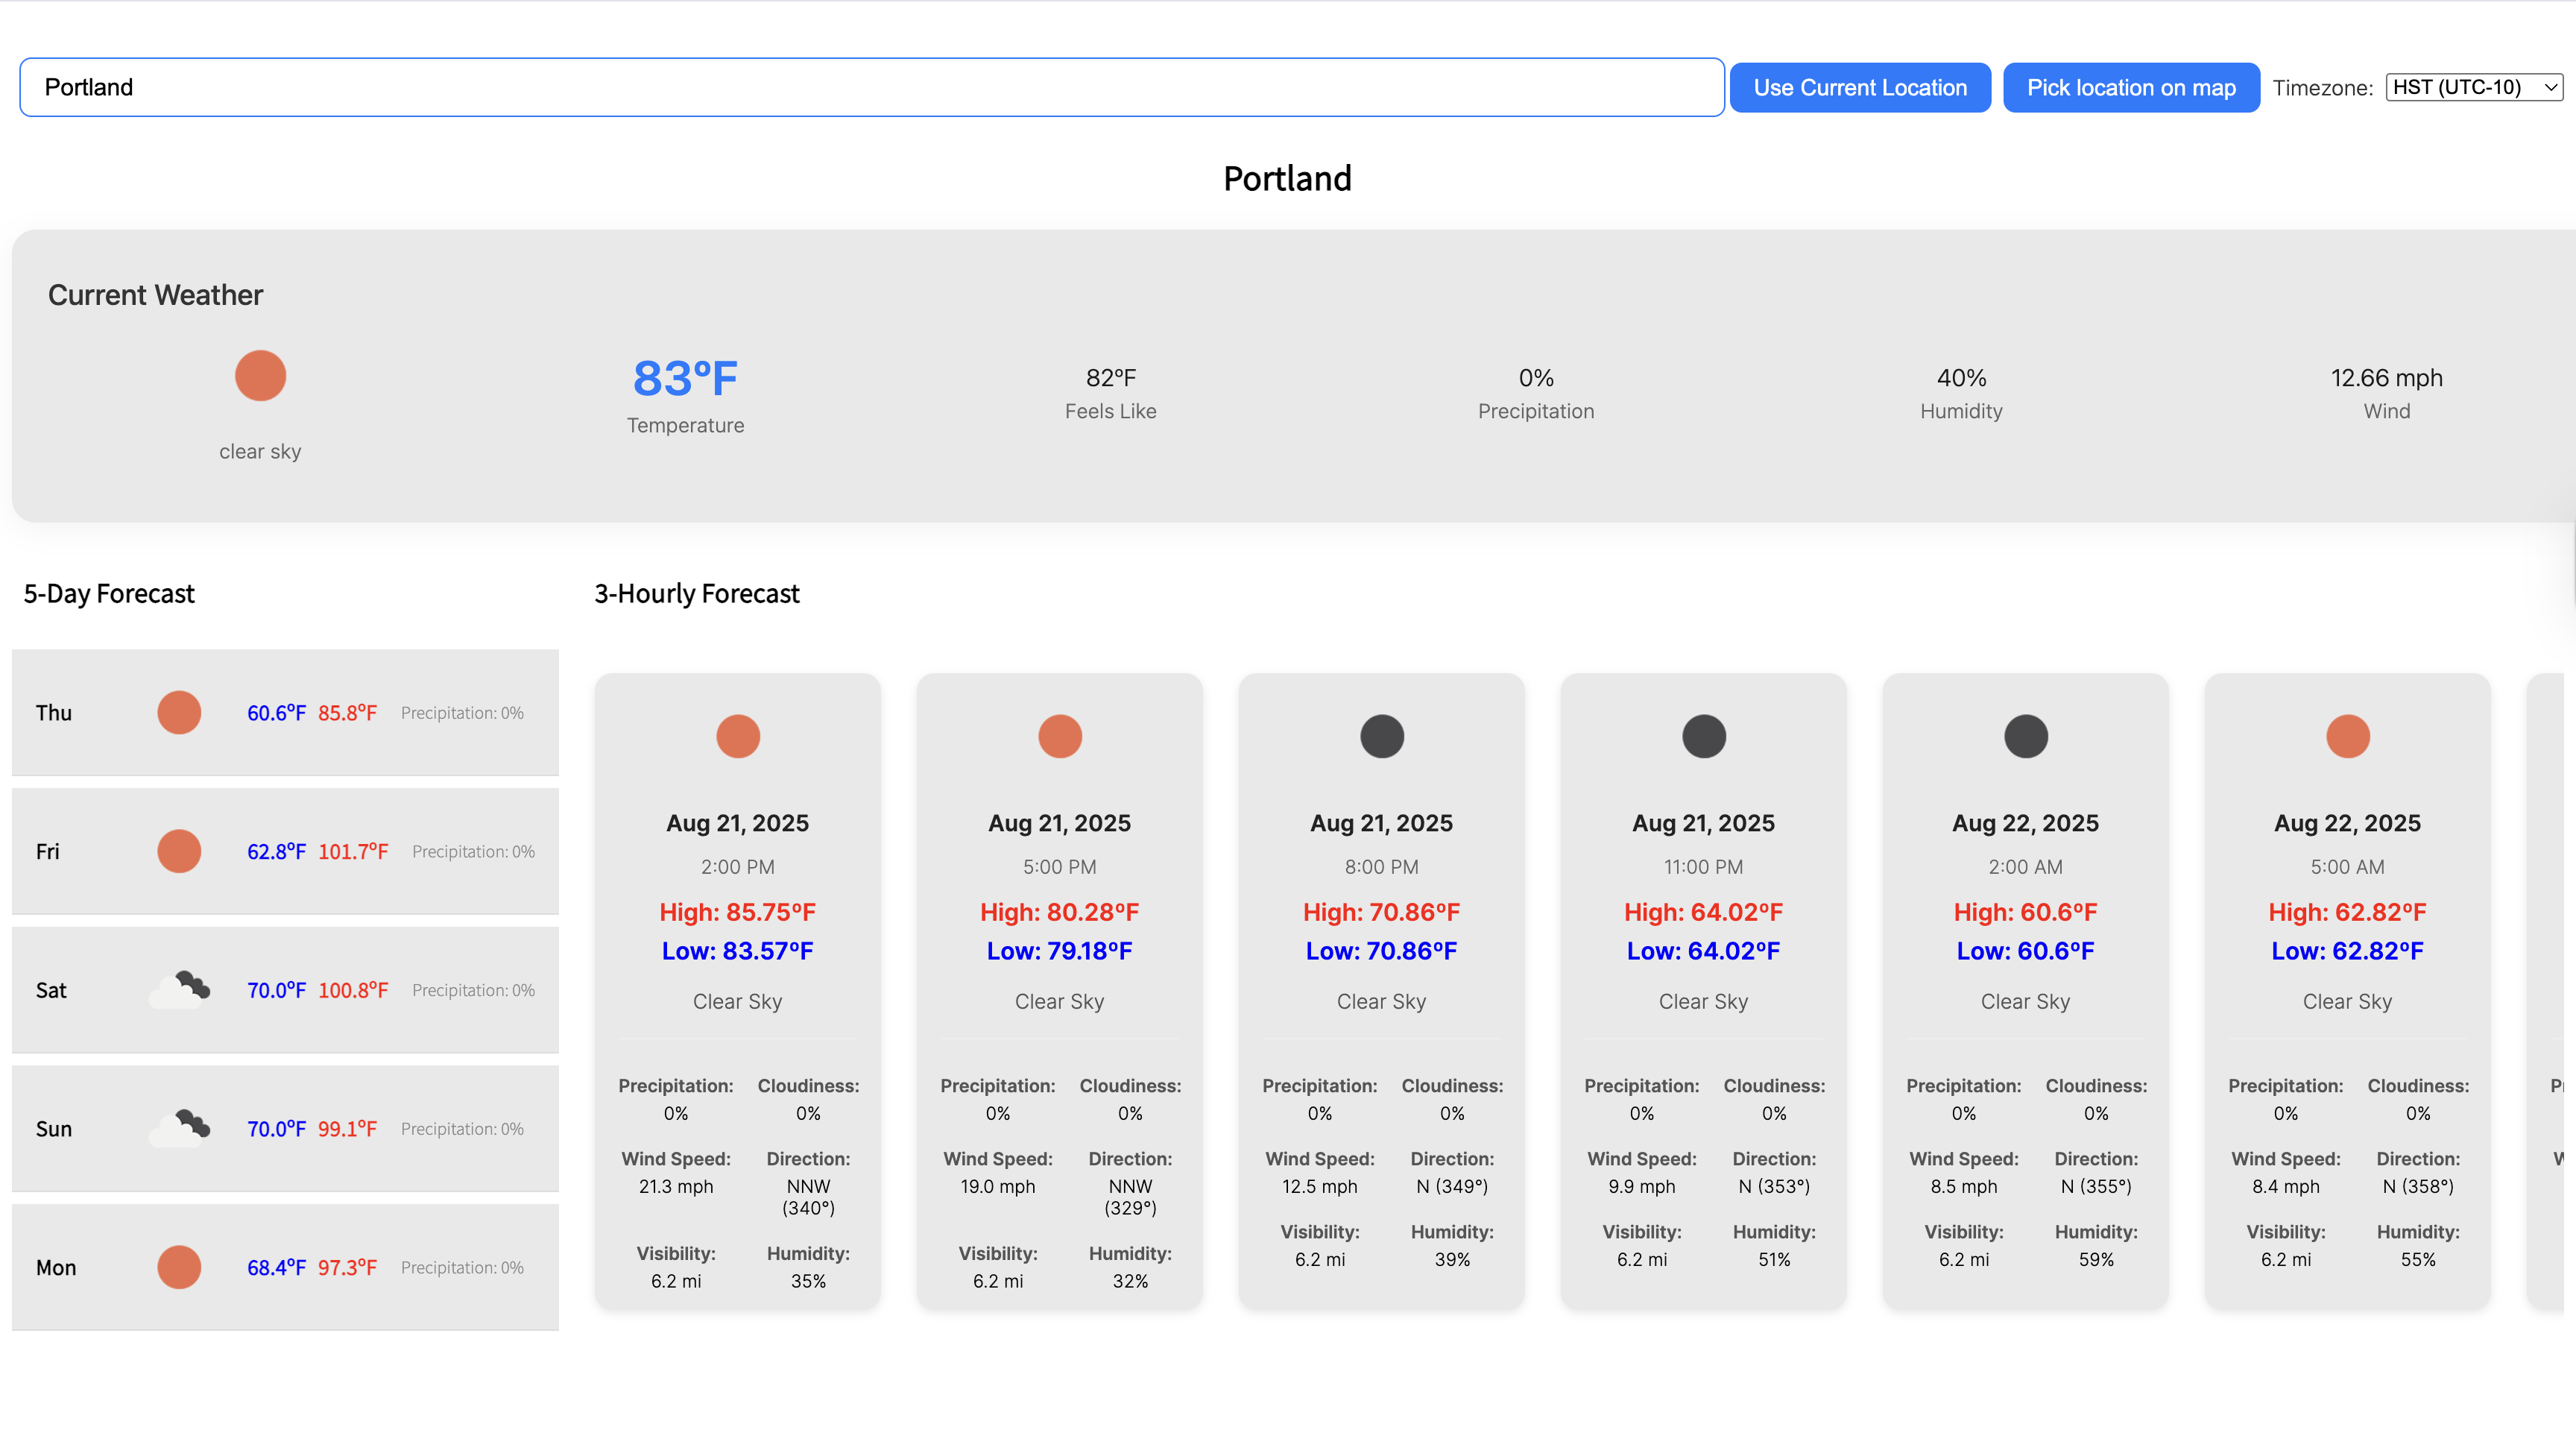 Portland
Use Current Location
Pick location on map
Timezone:
HST (UTC-10)
Portland
Current Weather
clear sky
83°F
Temperature
82°F
Feels Like
0%
Precipitation
40%
Humidity
12.66 mph
Wind
5-Day Forecast
Thu
60.6°F 85.8°F Precipitation: 0%
Fri
62.8°F 101.7°F Precipitation: 0%
Sat
70.0°F 100.8°F Precipitation: 0%
Sun
70.0°F 99.1°F Precipitation: 0%
Mon
68.4°F 97.3°F Precipitation: 0%
3-Hourly Forecast
Aug 21, 2025
2:00 PM
High: 85.75°F
Low: 83.57°F
Clear Sky
Precipitation: Cloudiness:
0% 0%
Wind Speed: Direction:
21.3 mph NNW
(340°)
Visibility: Humidity:
6.2 mi 35%
Aug 21, 2025
5:00 PM
High: 80.28°F
Low: 79.18°F
Clear Sky
Precipitation: Cloudiness:
0% 0%
Wind Speed: Direction:
19.0 mph NNW
(329°)
Visibility: Humidity:
6.2 mi 32%
Aug 21, 2025
8:00 PM
High: 70.86°F
Low: 70.86°F
Clear Sky
Precipitation: Cloudiness:
0% 0%
Wind Speed: Direction:
12.5 mph N (349°)
Visibility: Humidity:
6.2 mi 39%
Aug 21, 2025
11:00 PM
High: 64.02°F
Low: 64.02°F
Clear Sky
Precipitation: Cloudiness:
0% 0%
Wind Speed: Direction:
9.9 mph N (353°)
Visibility: Humidity:
6.2 mi 51%
Aug 22, 2025
2:00 AM
High: 60.6°F
Low: 60.6°F
Clear Sky
Precipitation: Cloudiness:
0% 0%
Wind Speed: Direction:
8.5 mph N (355°)
Visibility: Humidity:
6.2 mi 59%
Aug 22, 2025
5:00 AM
High: 62.82°F
Low: 62.82°F
Clear Sky
Precipitation: Cloudiness:
0% 0%
Wind Speed: Direction:
8.4 mph N (358°)
Visibility: Humidity:
6.2 mi 55%